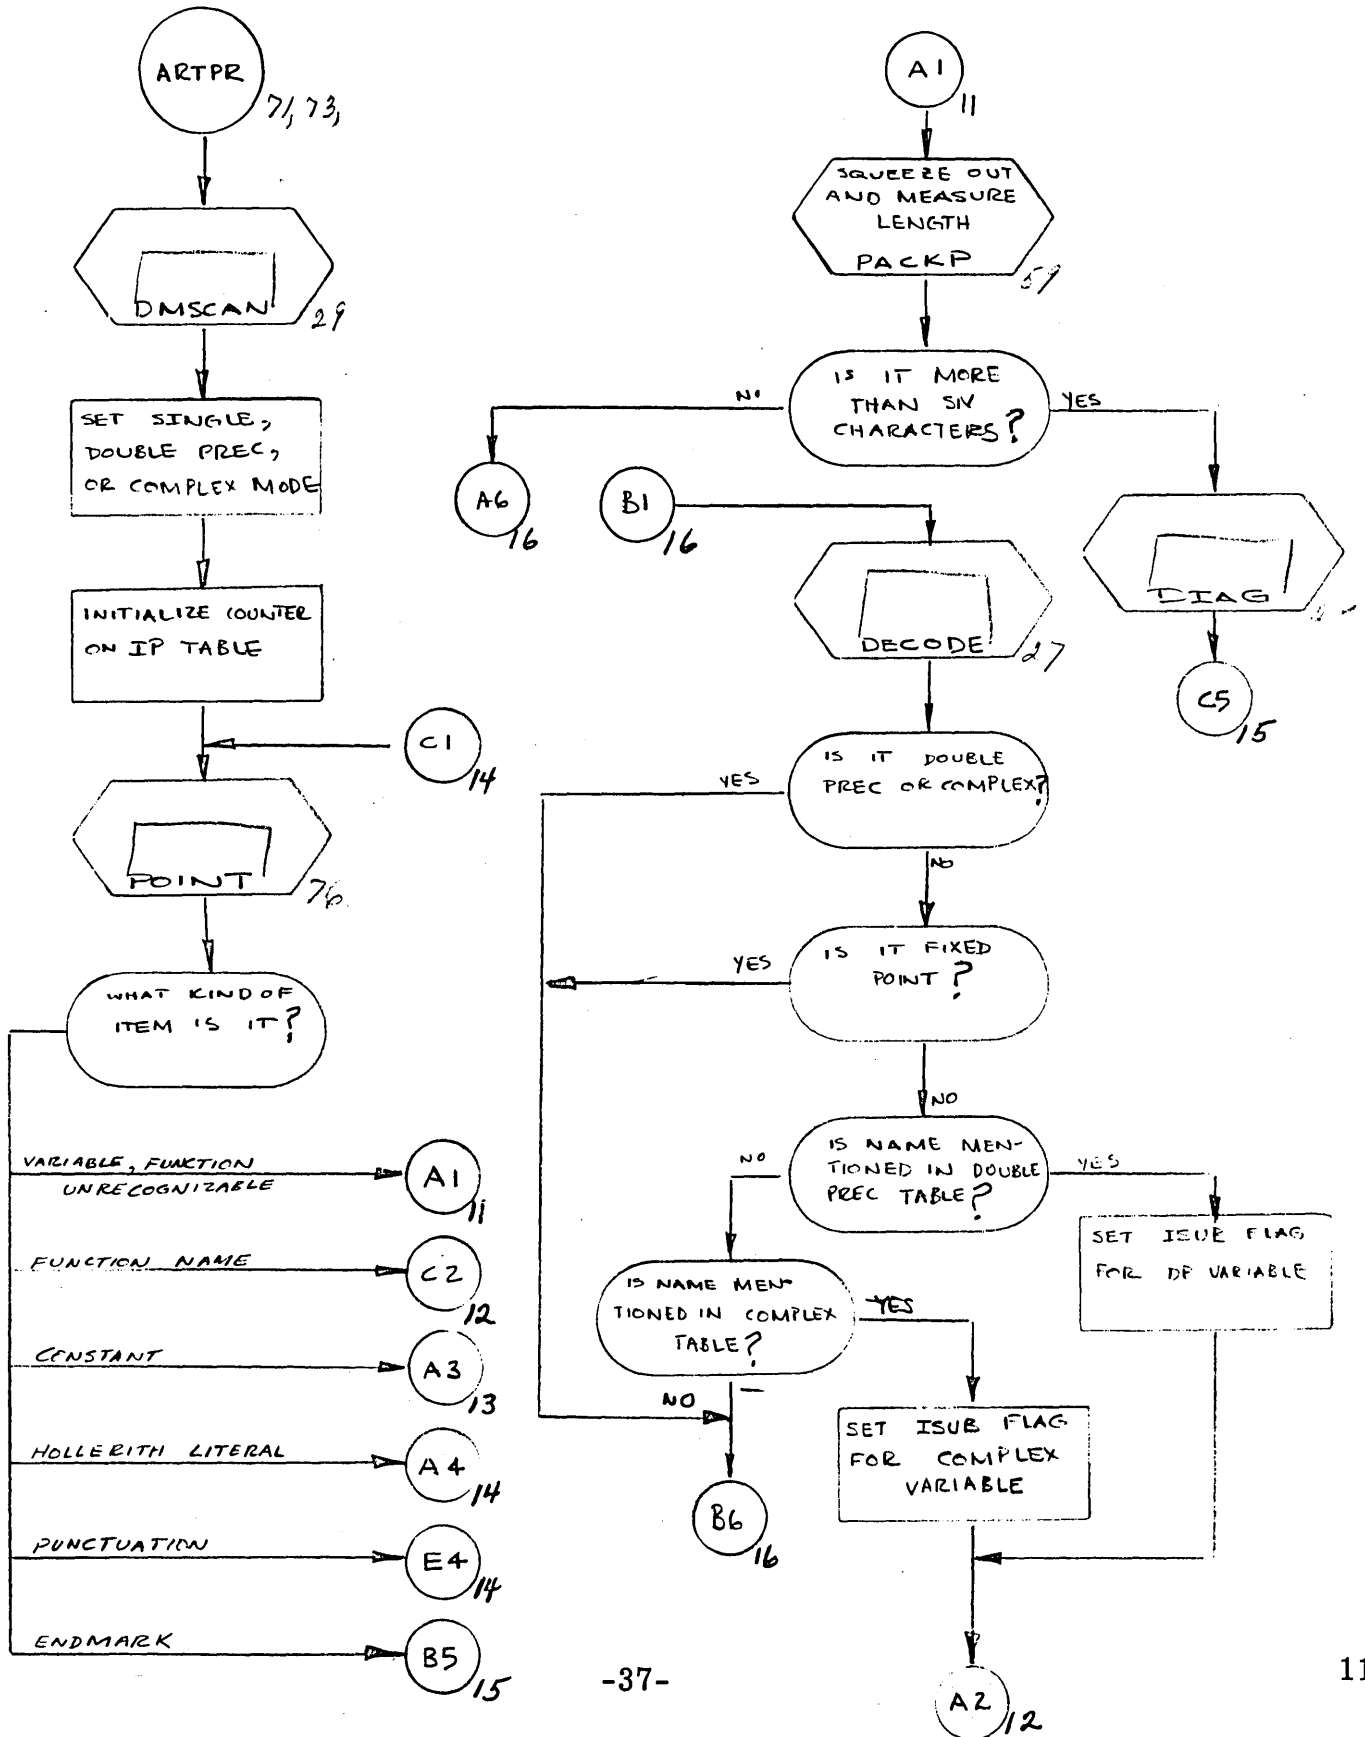 ARTPR
71, 73,
DMSCAN
29
SET SINGLE,
DOUBLE PREC,
OR COMPLEX MODE
INITIALIZE COUNTER
ON IP TABLE
C1
14
POINT
76
WHAT KIND OF
ITEM IS IT?
VARIABLE, FUNCTION
UNRECOGNIZABLE
A1
11
FUNCTION NAME
C2
12
CONSTANT
A3
13
HOLLERITH LITERAL
A4
14
PUNCTUATION
E4
14
ENDMARK
B5
15
A1
11
SQUEEZE OUT
AND MEASURE
LENGTH
PACKP
59
IS IT MORE
THAN SIX
CHARACTERS?
NO
YES
A6
16
B1
16
DIAG
C5
15
DECODE
27
IS IT DOUBLE
PREC OR COMPLEX?
YES
NO
IS IT FIXED
POINT?
YES
NO
IS NAME MEN-
TIONED IN DOUBLE
PREC TABLE?
NO
YES
SET ISUB FLAG
FOR DP VARIABLE
IS NAME MEN-
TIONED IN COMPLEX
TABLE?
YES
NO
SET ISUB FLAG
FOR COMPLEX
VARIABLE
B6
16
A2
12
-37-
11